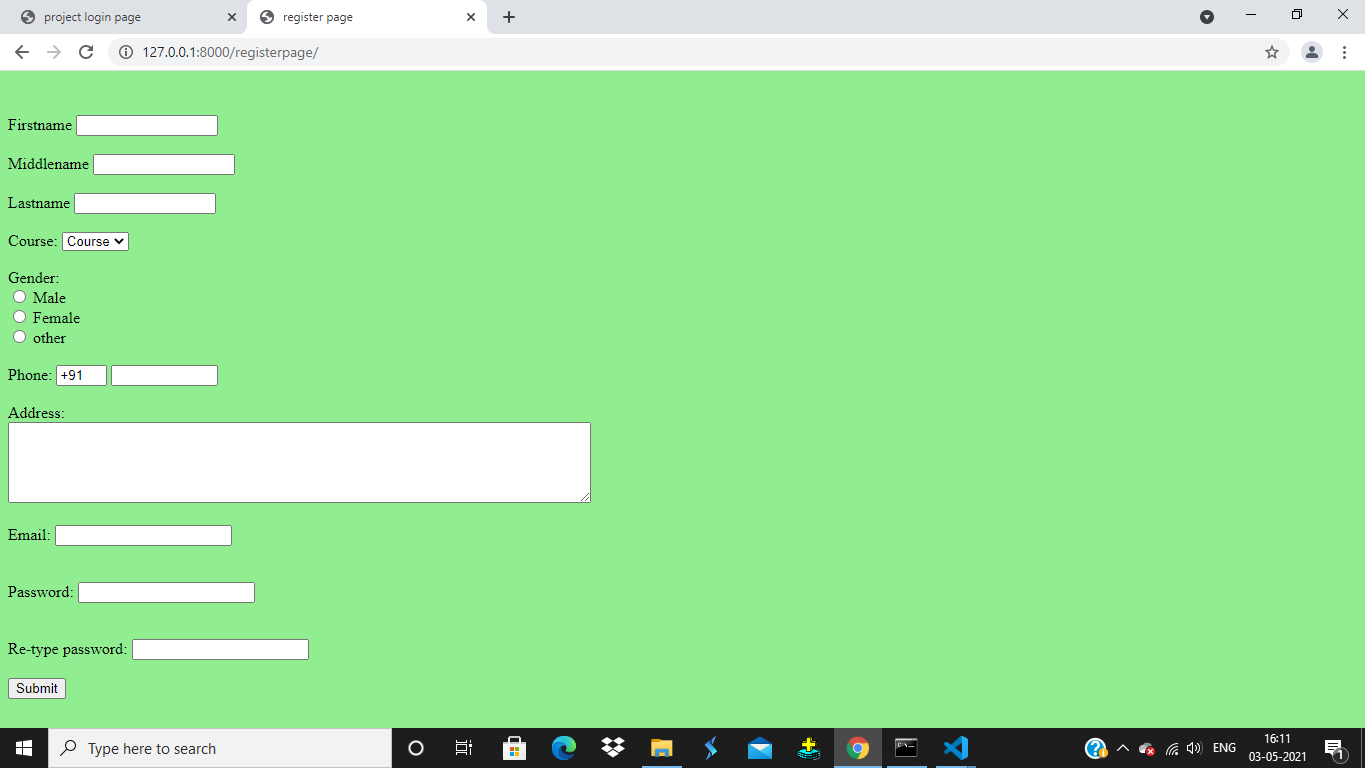 project login page
register page
127.0.0.1:8000/registerpage/
Firstname
Middlename
Lastname
Course: Course
Gender:
Male
Female
other
Phone: +91
Address:
Email:
Password:
Re-type password:
Submit
Type here to search
ENG
16:11
03-05-2021
1